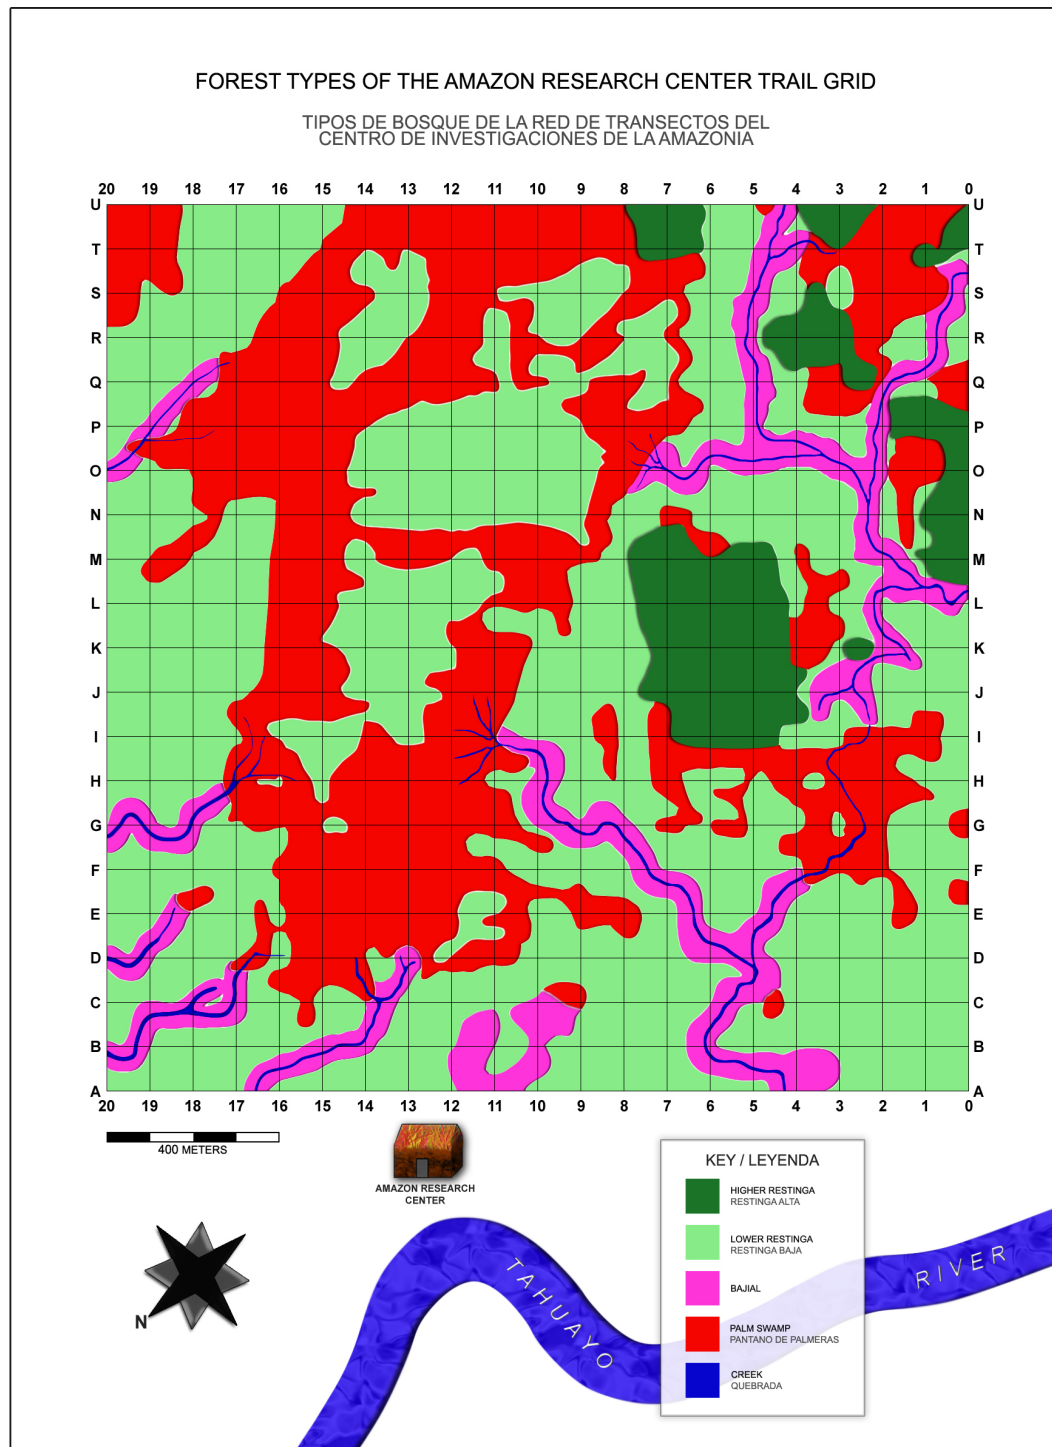 FOREST TYPES OF THE AMAZON RESEARCH CENTER TRAIL GRID
TIPOS DE BOSQUE DE LA RED DE TRANSECTOS DEL
CENTRO DE INVESTIGACIONES DE LA AMAZONIA
20 19 18 17 16 15 14 13 12 11 10 9 8 7 6 5 4 3 2 1 0
U U
T T
S S
R R
Q Q
P P
O O
N N
M M
L L
K K
J J
I I
H H
G G
F F
E E
D D
C C
B B
A A
20 19 18 17 16 15 14 13 12 11 10 9 8 7 6 5 4 3 2 1 0
400 METERS
AMAZON RESEARCH
CENTER
N
TAHUAYO
RIVER
KEY / LEYENDA
HIGHER RESTINGA
RESTINGA ALTA
LOWER RESTINGA
RESTINGA BAJA
BAJIAL
PALM SWAMP
PANTANO DE PALMERAS
CREEK
QUEBRADA